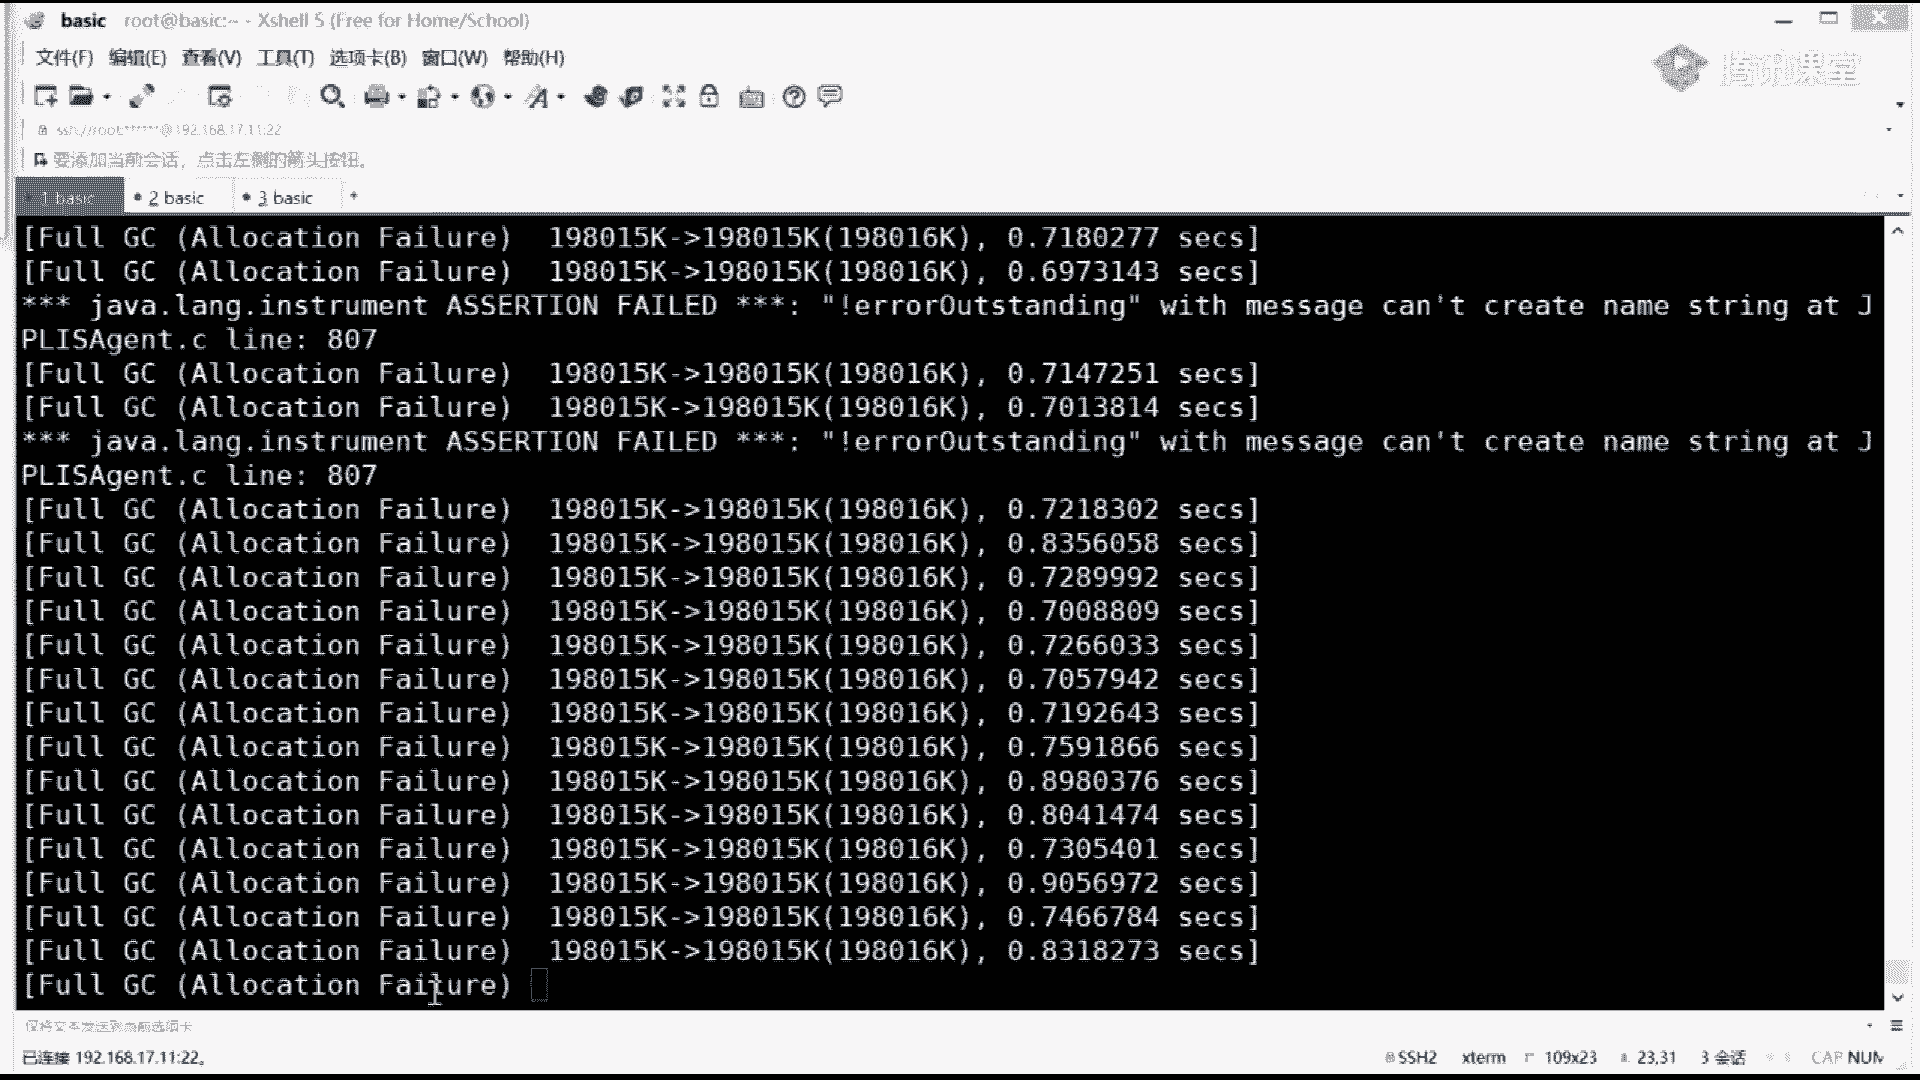 basic root@basic:~ - Xshell 5 (Free for Home/School)
文件(F) 编辑(E) 查看(V) 工具(T) 选项卡(B) 窗口(W) 帮助(H)
腾讯课堂
ssh://root:******@192.168.17.11:22
要添加当前会话，点击左侧的箭头按钮。
1 basic 2 basic 3 basic +
[Full GC (Allocation Failure)  198015K->198015K(198016K), 0.7180277 secs]
[Full GC (Allocation Failure)  198015K->198015K(198016K), 0.6973143 secs]
*** java.lang.instrument ASSERTION FAILED ***: "!errorOutstanding" with message can't create name string at J
PLISAgent.c line: 807
[Full GC (Allocation Failure)  198015K->198015K(198016K), 0.7147251 secs]
[Full GC (Allocation Failure)  198015K->198015K(198016K), 0.7013814 secs]
*** java.lang.instrument ASSERTION FAILED ***: "!errorOutstanding" with message can't create name string at J
PLISAgent.c line: 807
[Full GC (Allocation Failure)  198015K->198015K(198016K), 0.7218302 secs]
[Full GC (Allocation Failure)  198015K->198015K(198016K), 0.8356058 secs]
[Full GC (Allocation Failure)  198015K->198015K(198016K), 0.7289992 secs]
[Full GC (Allocation Failure)  198015K->198015K(198016K), 0.7008809 secs]
[Full GC (Allocation Failure)  198015K->198015K(198016K), 0.7266033 secs]
[Full GC (Allocation Failure)  198015K->198015K(198016K), 0.7057942 secs]
[Full GC (Allocation Failure)  198015K->198015K(198016K), 0.7192643 secs]
[Full GC (Allocation Failure)  198015K->198015K(198016K), 0.7591866 secs]
[Full GC (Allocation Failure)  198015K->198015K(198016K), 0.8980376 secs]
[Full GC (Allocation Failure)  198015K->198015K(198016K), 0.8041474 secs]
[Full GC (Allocation Failure)  198015K->198015K(198016K), 0.7305401 secs]
[Full GC (Allocation Failure)  198015K->198015K(198016K), 0.9056972 secs]
[Full GC (Allocation Failure)  198015K->198015K(198016K), 0.7466784 secs]
[Full GC (Allocation Failure)  198015K->198015K(198016K), 0.8318273 secs]
[Full GC (Allocation Failure)
仅将文本发送到当前选项卡
已连接 192.168.17.11:22。 SSH2 xterm 109x23 23,31 3 会话 CAP NUM